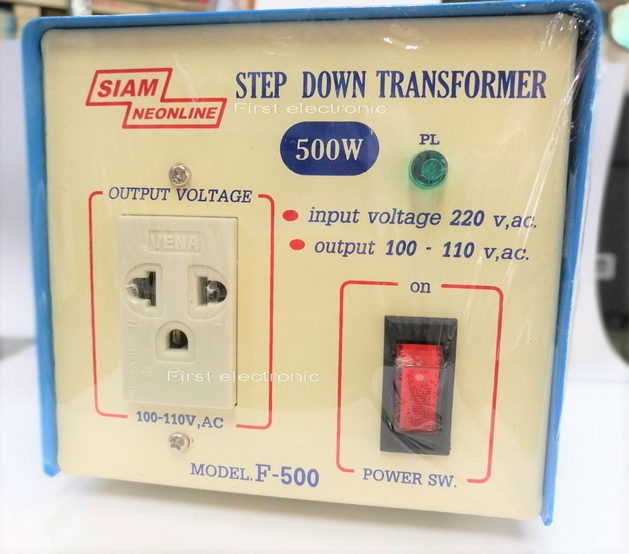 SIAM
NEONLINE
STEP DOWN TRANSFORMER
First electronic
500W
PL
OUTPUT VOLTAGE
input voltage 220 v,ac.
output 100 - 110 v,ac.
VENA
on
First electronic
100-110V,AC
POWER SW.
MODEL.F-500